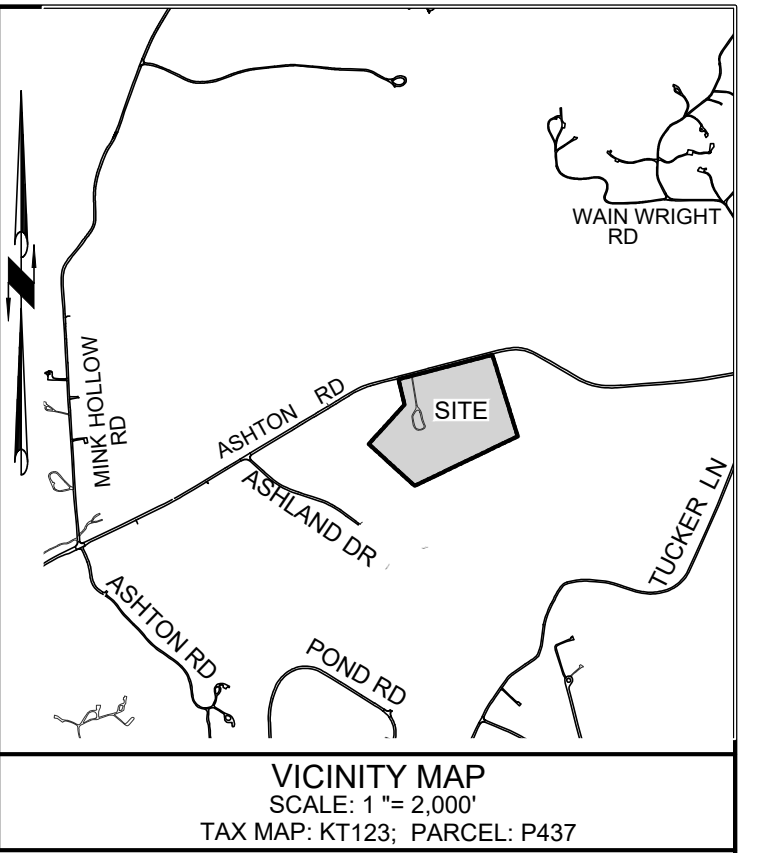 WAIN WRIGHT
RD
MINK HOLLOW
RD
ASHTON RD
SITE
ASHLAND DR
TUCKER LN
ASHTON RD
POND RD
N
VICINITY MAP
SCALE: 1 "= 2,000'
TAX MAP: KT123; PARCEL: P437